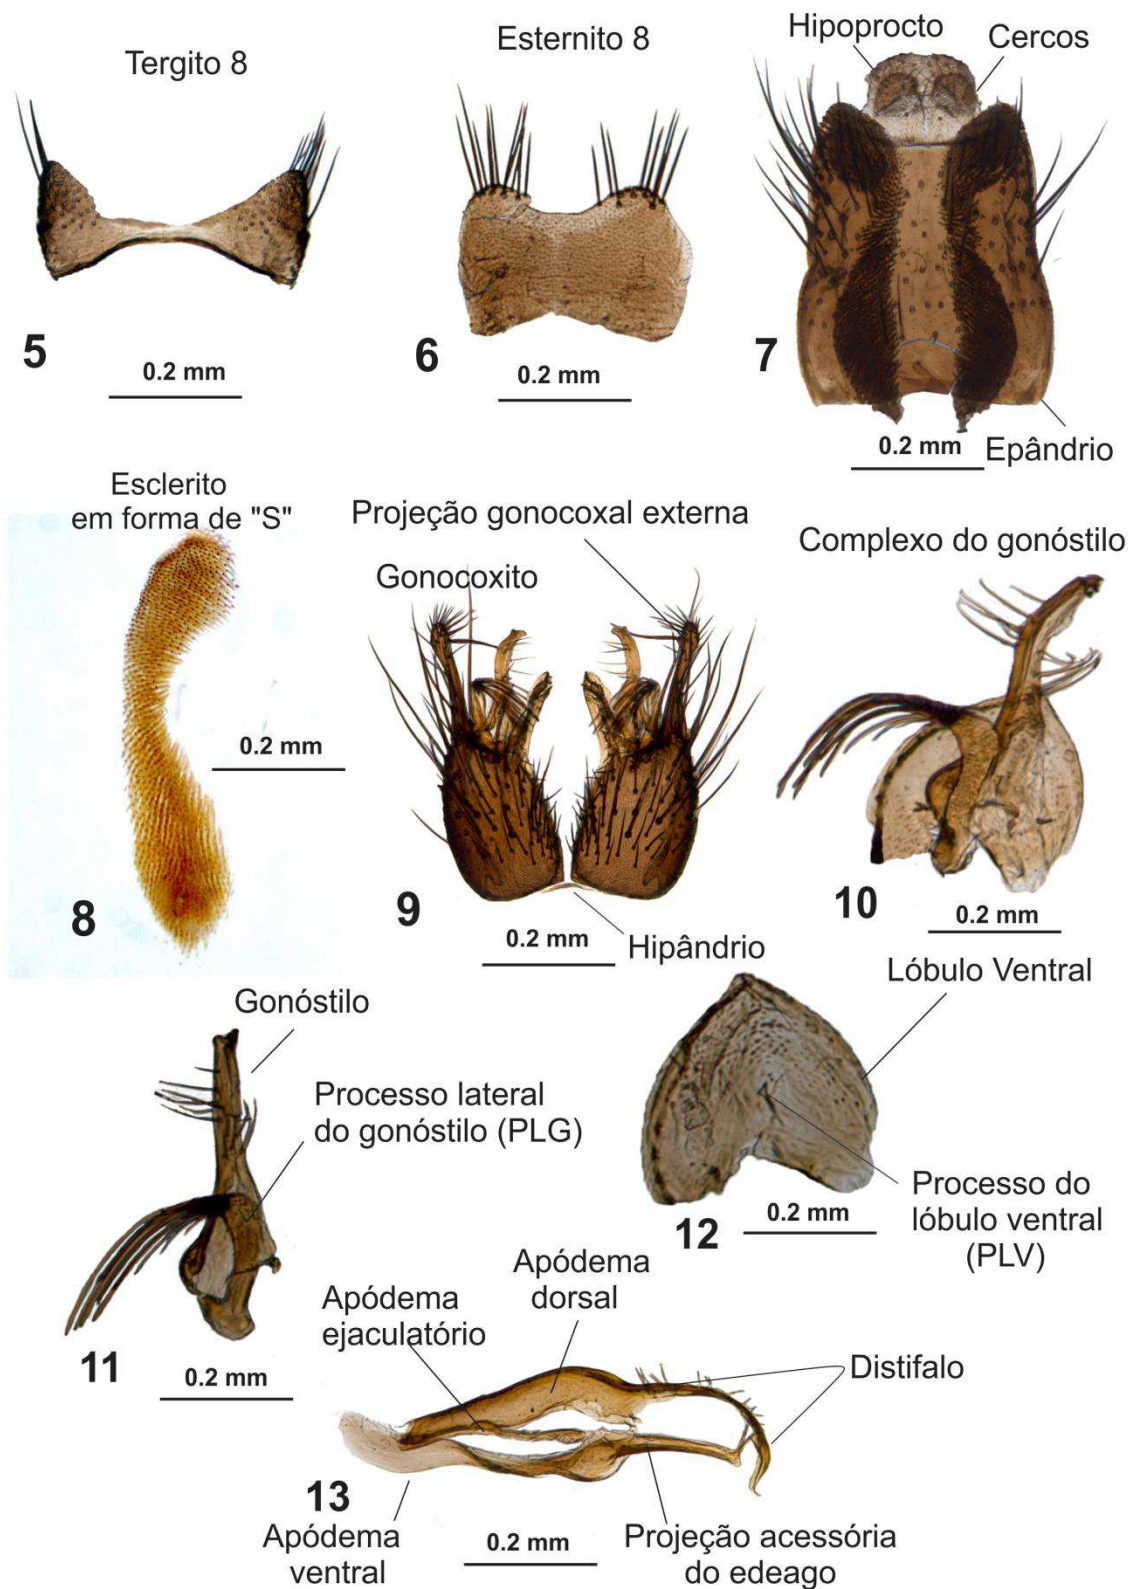 Tergito 8
Esternito 8
Hipoprocto
Cercos
5
0.2 mm
6
0.2 mm
7
0.2 mm
Epândrio
Esclerito
em forma de "S"
0.2 mm
8
Projeção gonocoxal externa
Gonocoxito
9
0.2 mm
Hipândrio
Complexo do gonóstilo
10
0.2 mm
Gonóstilo
Processo lateral
do gonóstilo (PLG)
11
0.2 mm
Lóbulo Ventral
12
0.2 mm
Processo do
lóbulo ventral
(PLV)
Apódema
dorsal
Apódema
ejaculatório
Distifalo
13
Apódema
ventral
0.2 mm
Projeção acessória
do edeago